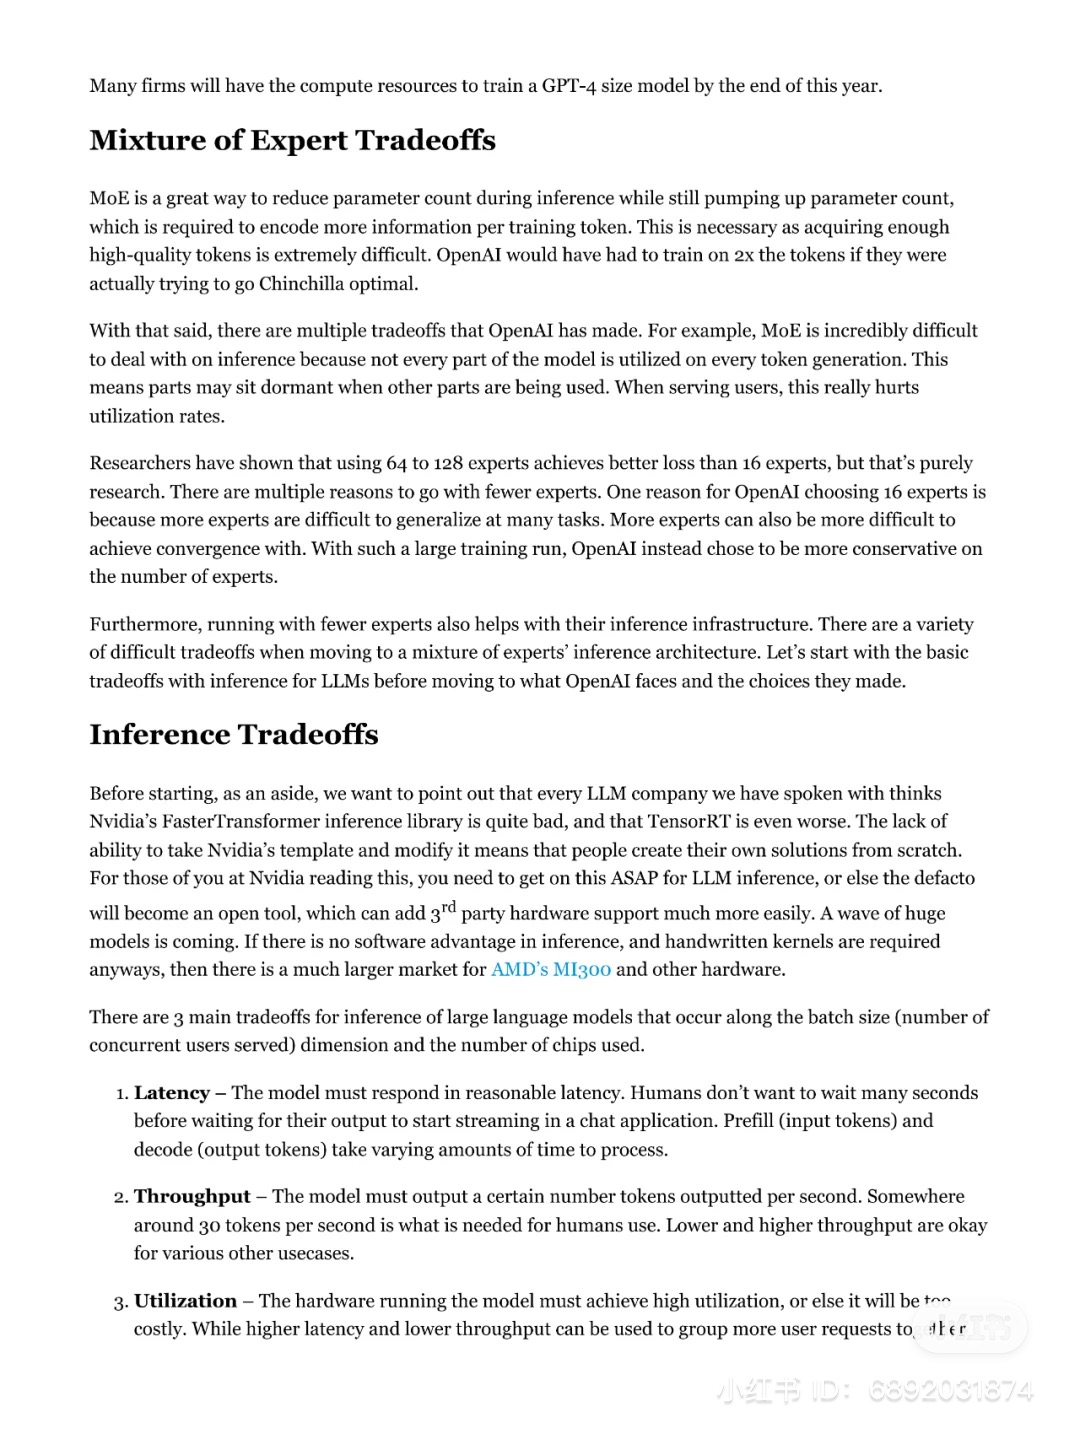 Many firms will have the compute resources to train a GPT-4 size model by the end of this year.
Mixture of Expert Tradeoffs
MoE is a great way to reduce parameter count during inference while still pumping up parameter count,
which is required to encode more information per training token. This is necessary as acquiring enough
high-quality tokens is extremely difficult. OpenAI would have had to train on 2x the tokens if they were
actually trying to go Chinchilla optimal.
With that said, there are multiple tradeoffs that OpenAI has made. For example, MoE is incredibly difficult
to deal with on inference because not every part of the model is utilized on every token generation. This
means parts may sit dormant when other parts are being used. When serving users, this really hurts
utilization rates.
Researchers have shown that using 64 to 128 experts achieves better loss than 16 experts, but that’s purely
research. There are multiple reasons to go with fewer experts. One reason for OpenAI choosing 16 experts is
because more experts are difficult to generalize at many tasks. More experts can also be more difficult to
achieve convergence with. With such a large training run, OpenAI instead chose to be more conservative on
the number of experts.
Furthermore, running with fewer experts also helps with their inference infrastructure. There are a variety
of difficult tradeoffs when moving to a mixture of experts’ inference architecture. Let’s start with the basic
tradeoffs with inference for LLMs before moving to what OpenAI faces and the choices they made.
Inference Tradeoffs
Before starting, as an aside, we want to point out that every LLM company we have spoken with thinks
Nvidia’s FasterTransformer inference library is quite bad, and that TensorRT is even worse. The lack of
ability to take Nvidia’s template and modify it means that people create their own solutions from scratch.
For those of you at Nvidia reading this, you need to get on this ASAP for LLM inference, or else the defacto
will become an open tool, which can add 3rd party hardware support much more easily. A wave of huge
models is coming. If there is no software advantage in inference, and handwritten kernels are required
anyways, then there is a much larger market for AMD’s MI300 and other hardware.
There are 3 main tradeoffs for inference of large language models that occur along the batch size (number of
concurrent users served) dimension and the number of chips used.
1. Latency – The model must respond in reasonable latency. Humans don’t want to wait many seconds
before waiting for their output to start streaming in a chat application. Prefill (input tokens) and
decode (output tokens) take varying amounts of time to process.
2. Throughput – The model must output a certain number tokens outputted per second. Somewhere
around 30 tokens per second is what is needed for humans use. Lower and higher throughput are okay
for various other usecases.
3. Utilization – The hardware running the model must achieve high utilization, or else it will be too
costly. While higher latency and lower throughput can be used to group more user requests together
小红书
小红书 ID: 6892031874